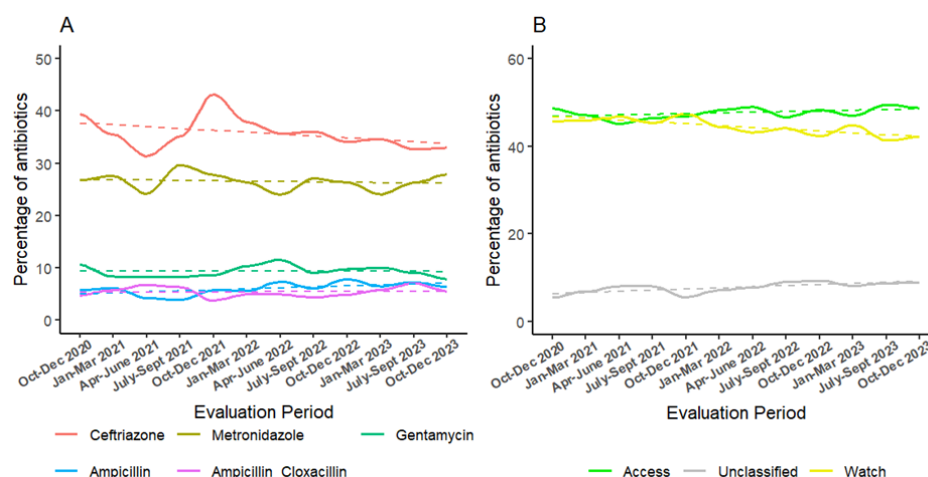 A
Percentage of antibiotics
50
40
30
20
10
0
Oct-Dec 2020
Jan-Mar 2021
Apr-June 2021
July-Sept 2021
Oct-Dec 2021
Jan-Mar 2022
Apr-June 2022
July-Sept 2022
Oct-Dec 2022
Jan-Mar 2023
July-Sept 2023
Oct-Dec 2023
Evaluation Period
Ceftriazone Metronidazole Gentamycin
Ampicillin Ampicillin Cloxacillin
B
Percentage of antibiotics
60
40
20
0
Oct-Dec 2020
Jan-Mar 2021
Apr-June 2021
July-Sept 2021
Oct-Dec 2021
Jan-Mar 2022
Apr-June 2022
July-Sept 2022
Oct-Dec 2022
Jan-Mar 2023
July-Sept 2023
Oct-Dec 2023
Evaluation Period
Access Unclassified Watch